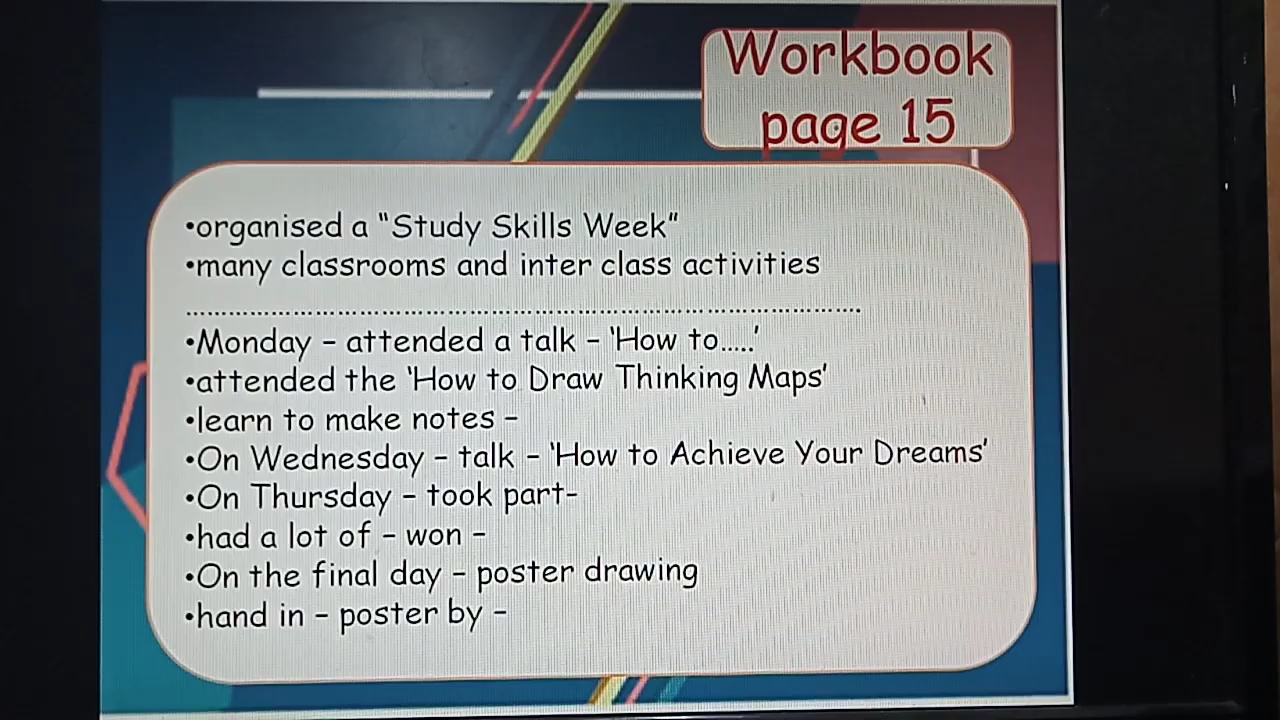 Workbook
page 15
•organised a "Study Skills Week"
•many classrooms and inter class activities
………………………………………………………………………………….
•Monday – attended a talk – 'How to…..'
•attended the 'How to Draw Thinking Maps'
•learn to make notes –
•On Wednesday – talk – 'How to Achieve Your Dreams'
•On Thursday – took part-
•had a lot of – won –
•On the final day – poster drawing
•hand in – poster by –